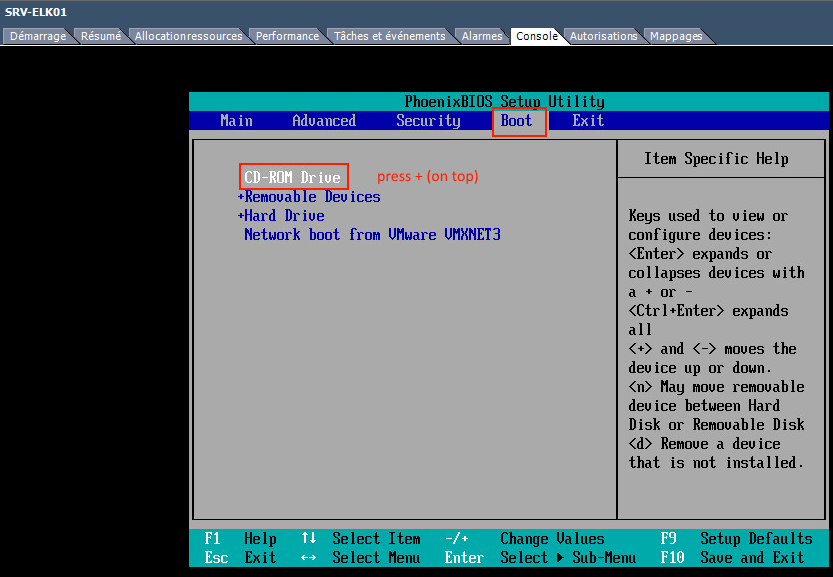 SRV-ELK01
Démarrage Résumé Allocation ressources Performance Tâches et événements Alarmes Console Autorisations Mappages
PhoenixBIOS Setup Utility
Main Advanced Security Boot Exit
CD-ROM Drive press + (on top)
+Removable Devices
+Hard Drive
Network boot from VMware VMXNET3
Item Specific Help
Keys used to view or
configure devices:
<Enter> expands or
collapses devices with
a + or -
<Ctrl+Enter> expands
all
<+> and <-> moves the
device up or down.
<n> May move removable
device between Hard
Disk or Removable Disk
<d> Remove a device
that is not installed.
F1 Help ↑↓ Select Item -/+ Change Values F9 Setup Defaults
Esc Exit ↔ Select Menu Enter Select ▶ Sub-Menu F10 Save and Exit